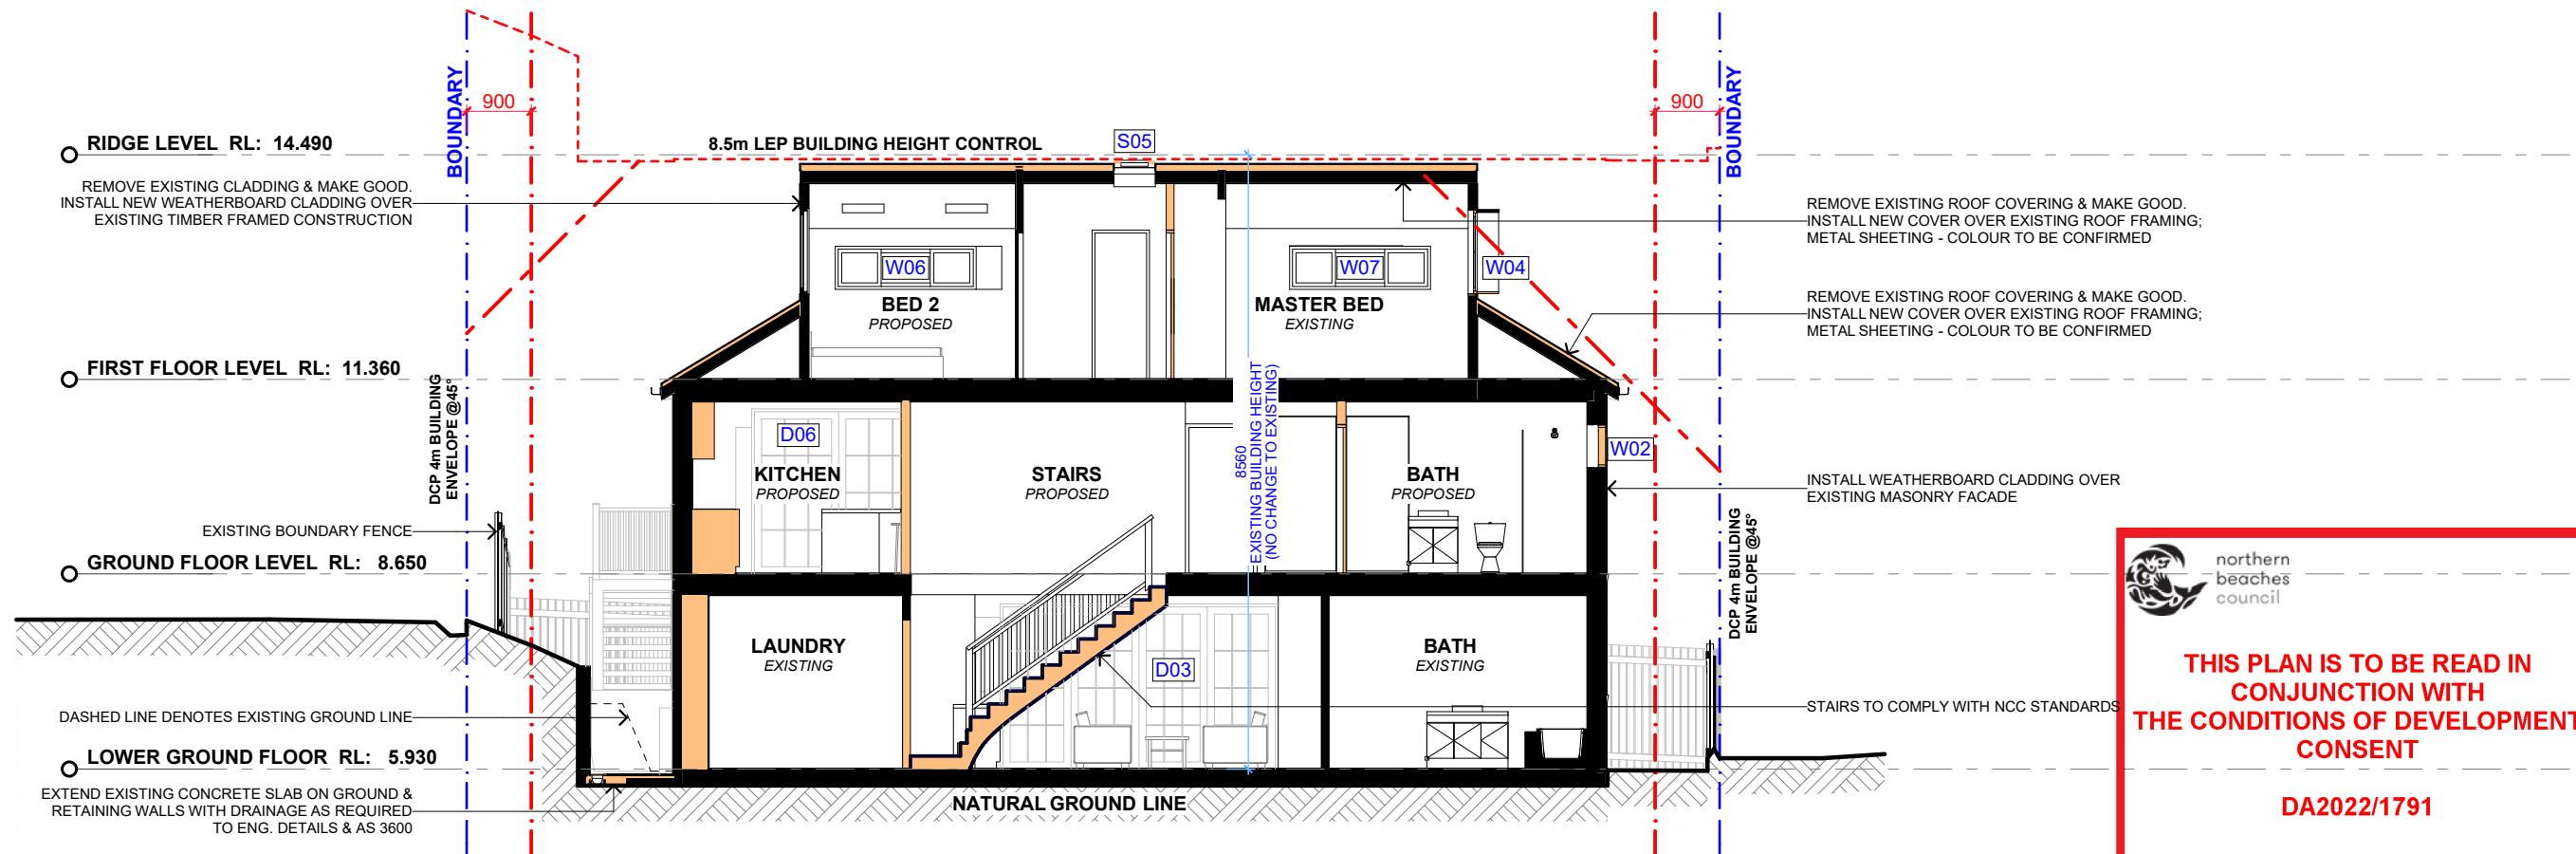 BOUNDARY
900
900
BOUNDARY
RIDGE LEVEL RL: 14.490
8.5m LEP BUILDING HEIGHT CONTROL
S05
REMOVE EXISTING CLADDING & MAKE GOOD.
INSTALL NEW WEATHERBOARD CLADDING OVER
EXISTING TIMBER FRAMED CONSTRUCTION
REMOVE EXISTING ROOF COVERING & MAKE GOOD.
INSTALL NEW COVER OVER EXISTING ROOF FRAMING;
METAL SHEETING - COLOUR TO BE CONFIRMED
W06
W07
W04
BED 2
PROPOSED
MASTER BED
EXISTING
REMOVE EXISTING ROOF COVERING & MAKE GOOD.
INSTALL NEW COVER OVER EXISTING ROOF FRAMING;
METAL SHEETING - COLOUR TO BE CONFIRMED
FIRST FLOOR LEVEL RL: 11.360
DCP 4m BUILDING
ENVELOPE @45°
8560
EXISTING BUILDING HEIGHT
(NO CHANGE TO EXISTING)
D06
W02
KITCHEN
PROPOSED
STAIRS
PROPOSED
BATH
PROPOSED
INSTALL WEATHERBOARD CLADDING OVER
EXISTING MASONRY FACADE
EXISTING BOUNDARY FENCE
DCP 4m BUILDING
ENVELOPE @45°
GROUND FLOOR LEVEL RL: 8.650
northern
beaches
council
LAUNDRY
EXISTING
D03
BATH
EXISTING
THIS PLAN IS TO BE READ IN
CONJUNCTION WITH
THE CONDITIONS OF DEVELOPMENT
CONSENT
DA2022/1791
DASHED LINE DENOTES EXISTING GROUND LINE
STAIRS TO COMPLY WITH NCC STANDARDS
LOWER GROUND FLOOR RL: 5.930
EXTEND EXISTING CONCRETE SLAB ON GROUND &
RETAINING WALLS WITH DRAINAGE AS REQUIRED
TO ENG. DETAILS & AS 3600
NATURAL GROUND LINE